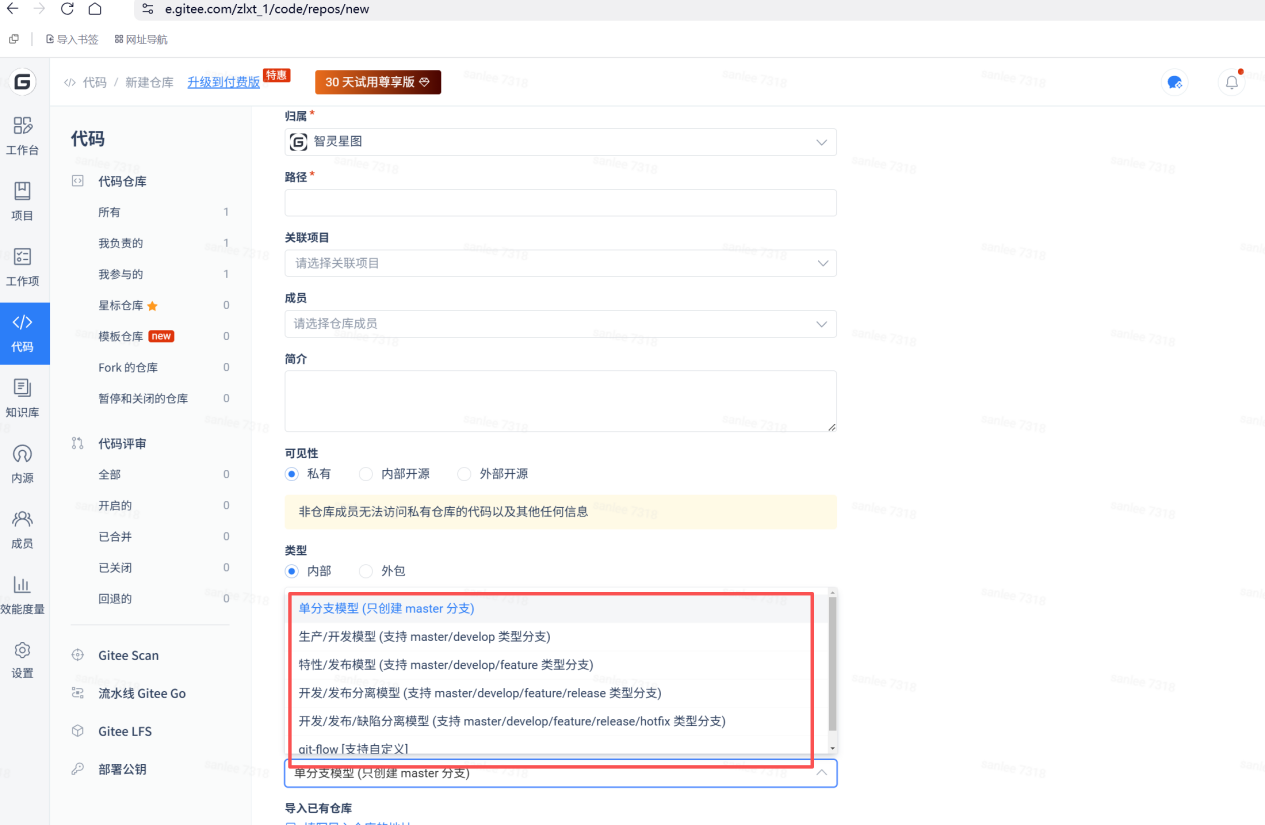 e.gitee.com/zlxt_1/code/repos/new
导入书签 网址导航
代码 / 新建仓库 升级到付费版 特惠 30 天试用尊享版
工作台
项目
工作项
代码
知识库
内源
成员
效能度量
设置
代码
代码仓库
所有 1
我负责的 1
我参与的 1
星标仓库 0
模板仓库 new 0
Fork 的仓库 0
暂停和关闭的仓库 0
代码评审
全部 0
开启的 0
已合并 0
已关闭 0
回退的 0
Gitee Scan
流水线 Gitee Go
Gitee LFS
部署公钥
归属 *
智灵星图
路径 *
关联项目
请选择关联项目
成员
请选择仓库成员
简介
可见性
私有 内部开源 外部开源
非仓库成员无法访问私有仓库的代码以及其他任何信息
类型
内部 外包
单分支模型 (只创建 master 分支)
生产/开发模型 (支持 master/develop 类型分支)
特性/发布模型 (支持 master/develop/feature 类型分支)
开发/发布分离模型 (支持 master/develop/feature/release 类型分支)
开发/发布/缺陷分离模型 (支持 master/develop/feature/release/hotfix 类型分支)
git-flow [支持自定义]
单分支模型 (只创建 master 分支)
导入已有仓库
sanlee 7318